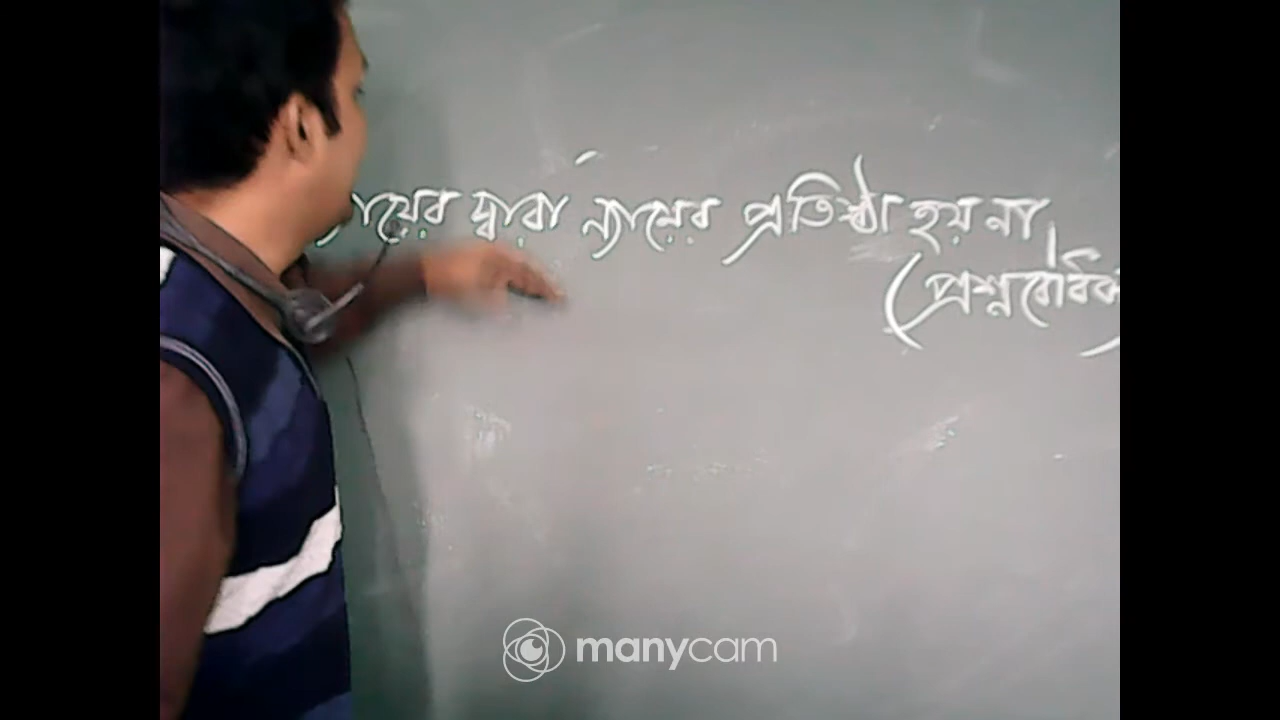 দ্বারা ন্যায়ের প্রতিষ্ঠা হয় না।
(প্রশ্নবোধক
manycam